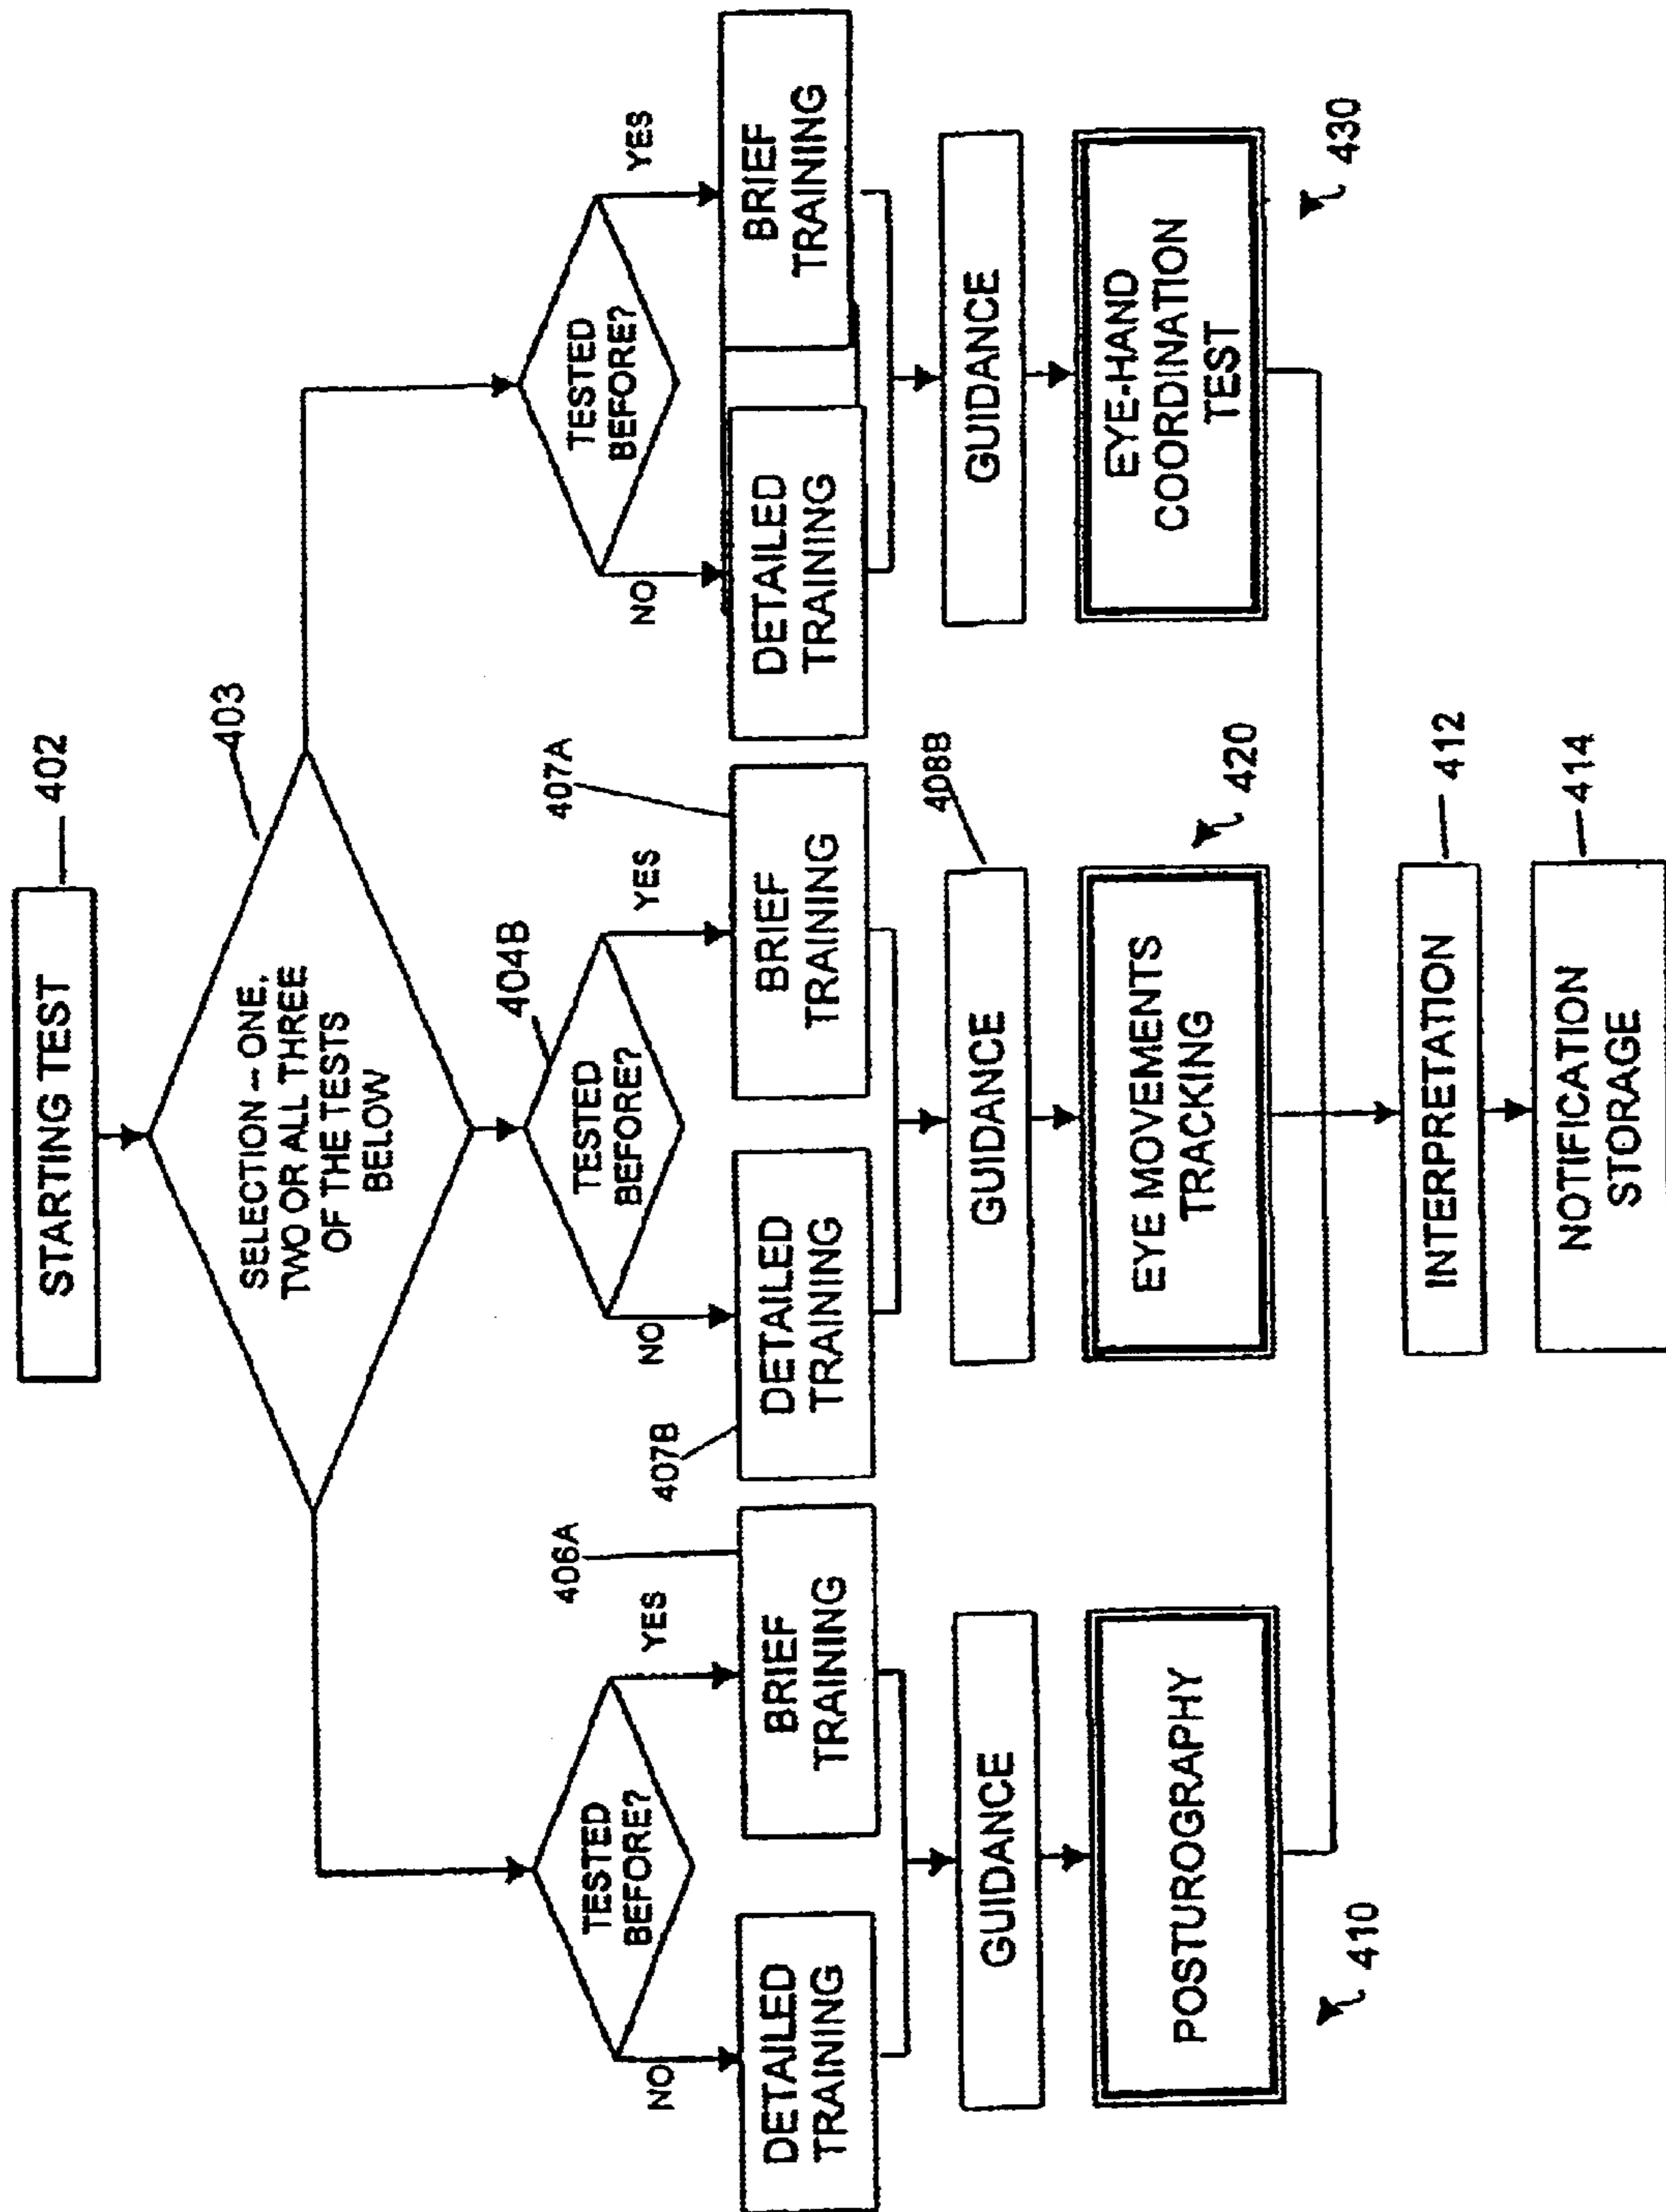 STARTING TEST
402
SELECTION -- ONE,
TWO OR ALL THREE
OF THE TESTS
BELOW
403
TESTED
BEFORE?
NO
YES
DETAILED
TRAINING
BRIEF
TRAINING
406A
GUIDANCE
POSTUROGRAPHY
410
TESTED
BEFORE?
404B
NO
YES
DETAILED
TRAINING
407B
BRIEF
TRAINING
407A
GUIDANCE
408B
EYE MOVEMENTS
TRACKING
420
TESTED
BEFORE?
NO
YES
DETAILED
TRAINING
BRIEF
TRAINING
GUIDANCE
EYE-HAND
COORDINATION
TEST
430
INTERPRETATION
412
NOTIFICATION
STORAGE
414